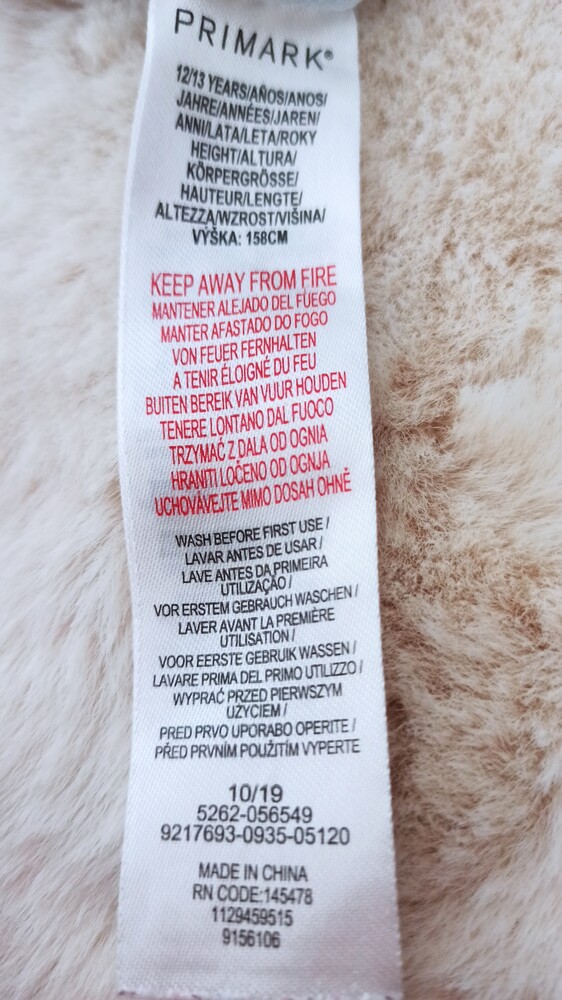 PRIMARK®
12/13 YEARS/AÑOS/ANOS/
JAHRE/ANNÉES/JAREN/
ANNI/LATA/LETA/ROKY
HEIGHT/ALTURA/
KÖRPERGRÖSSE/
HAUTEUR/LENGTE/
ALTEZZA/WZROST/VIŠINA/
VÝŠKA: 158CM
KEEP AWAY FROM FIRE
MANTENER ALEJADO DEL FUEGO
MANTER AFASTADO DO FOGO
VON FEUER FERNHALTEN
A TENIR ÉLOIGNÉ DU FEU
BUITEN BEREIK VAN VUUR HOUDEN
TENERE LONTANO DAL FUOCO
TRZYMAĆ Z DALA OD OGNIA
HRANITI LOČENO OD OGNJA
UCHOVÁVEJTE MIMO DOSAH OHNĚ
WASH BEFORE FIRST USE /
LAVAR ANTES DE USAR /
LAVE ANTES DA PRIMEIRA
UTILIZAÇÃO /
VOR ERSTEM GEBRAUCH WASCHEN /
LAVER AVANT LA PREMIÈRE
UTILISATION /
VOOR EERSTE GEBRUIK WASSEN /
LAVARE PRIMA DEL PRIMO UTILIZZO /
WYPRAĆ PRZED PIERWSZYM
UŻYCIEM /
PRED PRVO UPORABO OPERITE /
PŘED PRVNÍM POUŽITÍM VYPERTE
10/19
5262-056549
9217693-0935-05120
MADE IN CHINA
RN CODE:145478
1129459515
9156106